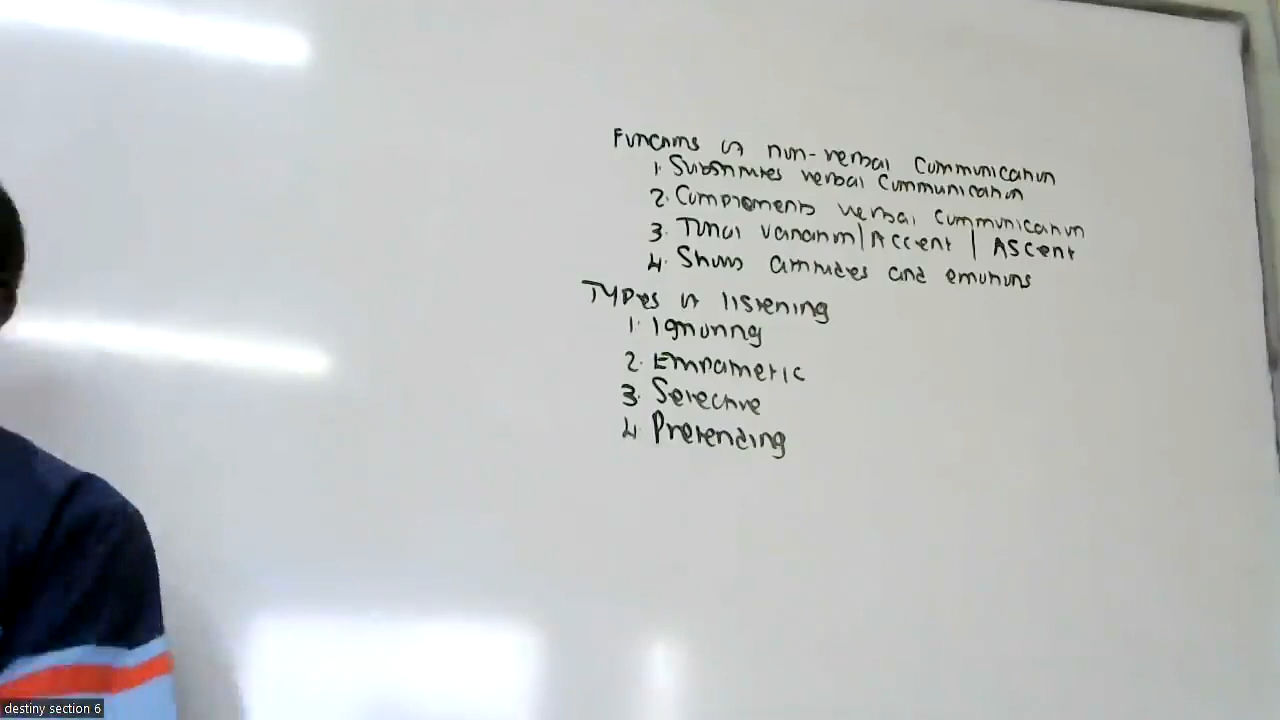 Functions of non-verbal communication
1. Substitutes verbal communication
2. Complements verbal communication
3. Tonal variation/Accent | Ascent
4. Shows attitudes and emotions
Types of listening
1. Ignoring
2. Empathetic
3. Selective
4. Pretending
destiny section 6